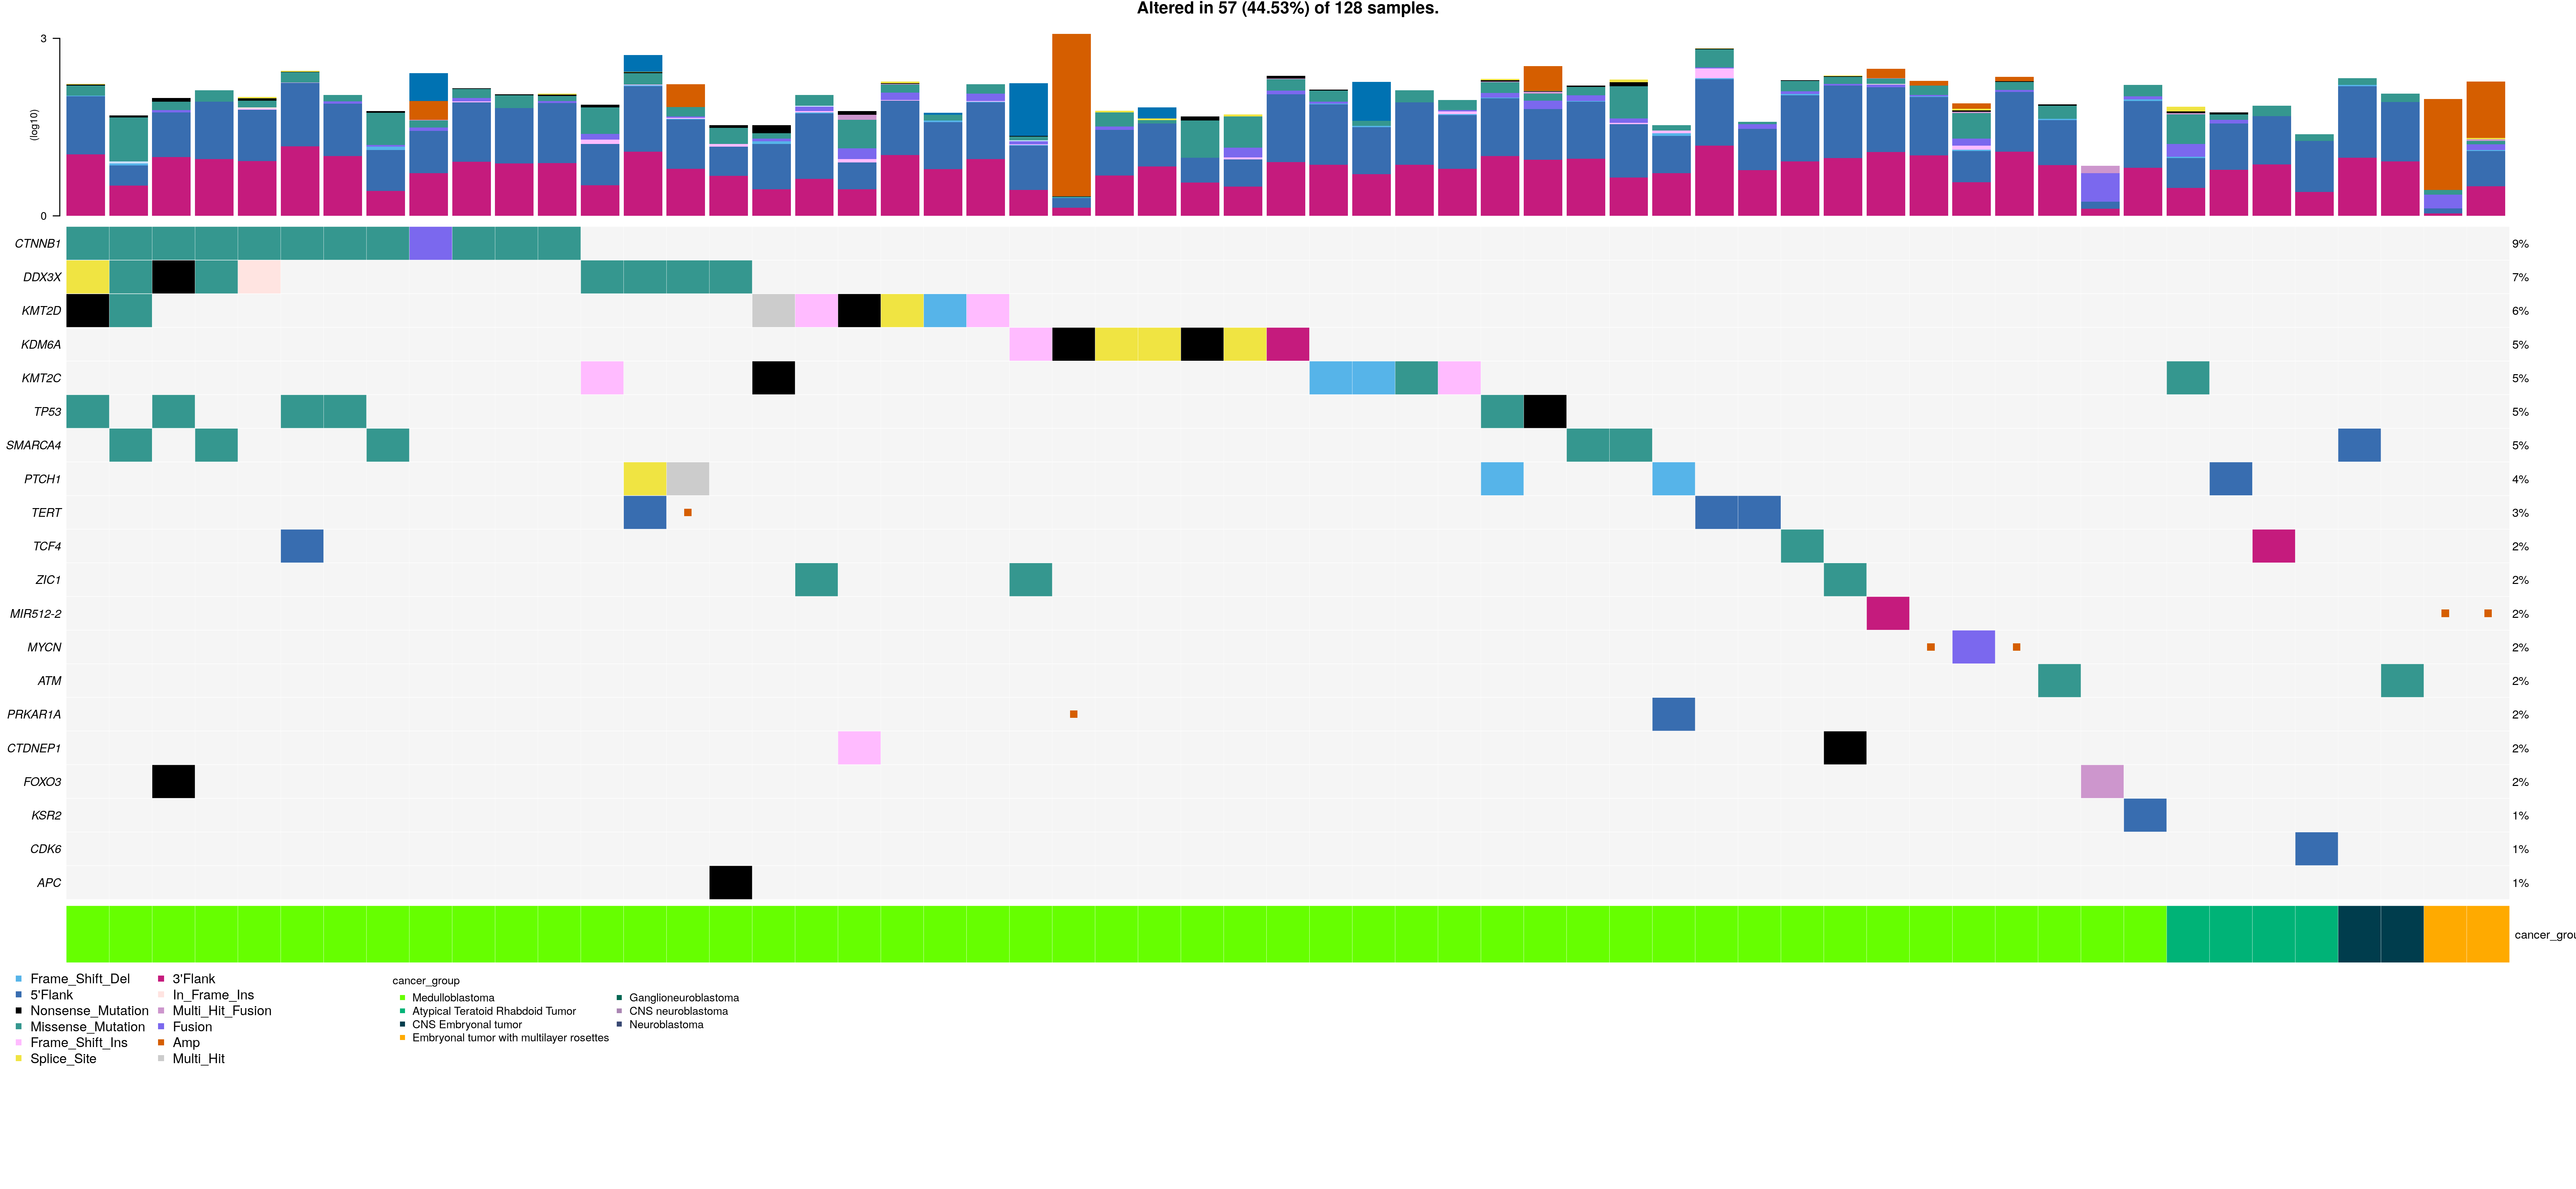 Altered in 57 (44.53%) of 128 samples.
3
(log10)
0
CTNNB1 9%
DDX3X 7%
KMT2D 6%
KDM6A 5%
KMT2C 5%
TP53 5%
SMARCA4 5%
PTCH1 4%
TERT 3%
TCF4 2%
ZIC1 2%
MIR512-2 2%
MYCN 2%
ATM 2%
PRKAR1A 2%
CTDNEP1 2%
FOXO3 2%
KSR2 1%
CDK6 1%
APC 1%
cancer_grou
Frame_Shift_Del
5'Flank
Nonsense_Mutation
Missense_Mutation
Frame_Shift_Ins
Splice_Site
3'Flank
In_Frame_Ins
Multi_Hit_Fusion
Fusion
Amp
Multi_Hit
cancer_group
Medulloblastoma
Atypical Teratoid Rhabdoid Tumor
CNS Embryonal tumor
Embryonal tumor with multilayer rosettes
Ganglioneuroblastoma
CNS neuroblastoma
Neuroblastoma